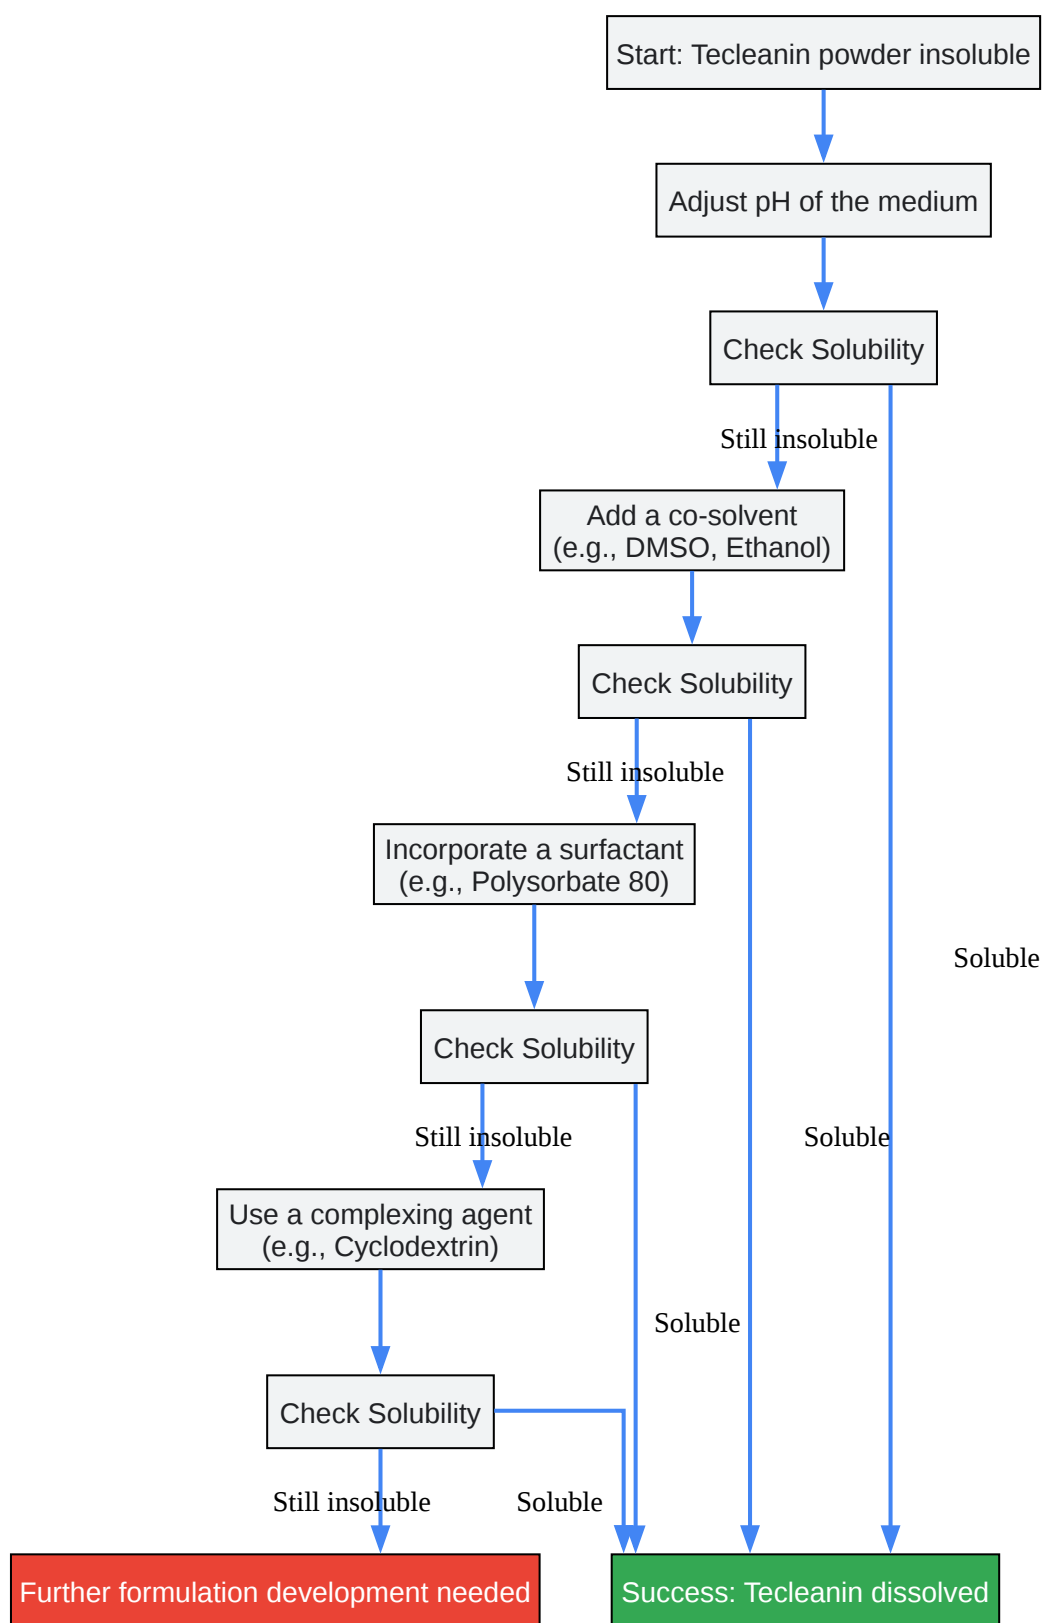 Start: Tecleanin powder insoluble
Adjust pH of the medium
Check Solubility
Still insoluble
Add a co-solvent
(e.g., DMSO, Ethanol)
Check Solubility
Still insoluble
Incorporate a surfactant
(e.g., Polysorbate 80)
Soluble
Check Solubility
Still insoluble
Soluble
Use a complexing agent
(e.g., Cyclodextrin)
Soluble
Check Solubility
Still insoluble
Soluble
Further formulation development needed
Success: Tecleanin dissolved